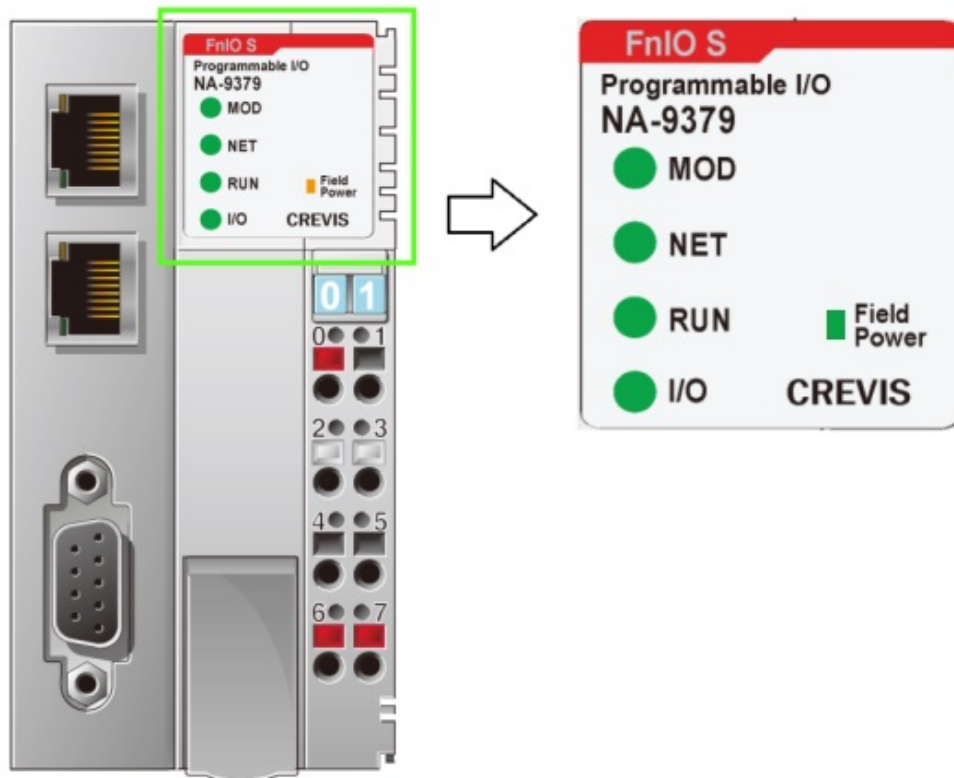 FnIO S
Programmable I/O
NA-9379
MOD
NET
RUN
Field
Power
I/O
CREVIS
0 1
0 1
2 3
4 5
6 7
FnIO S
Programmable I/O
NA-9379
MOD
NET
RUN
Field
Power
I/O
CREVIS